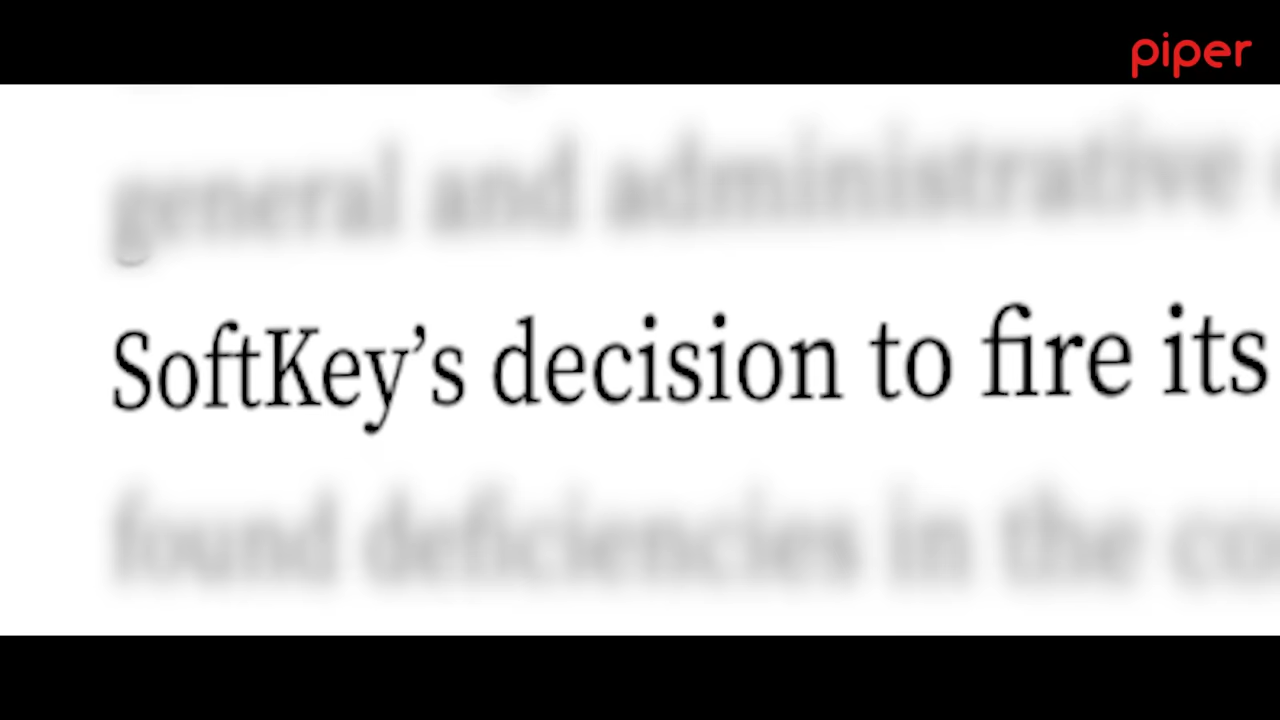 piper
general and administrative
SoftKey’s decision to fire its
found deficiencies in the